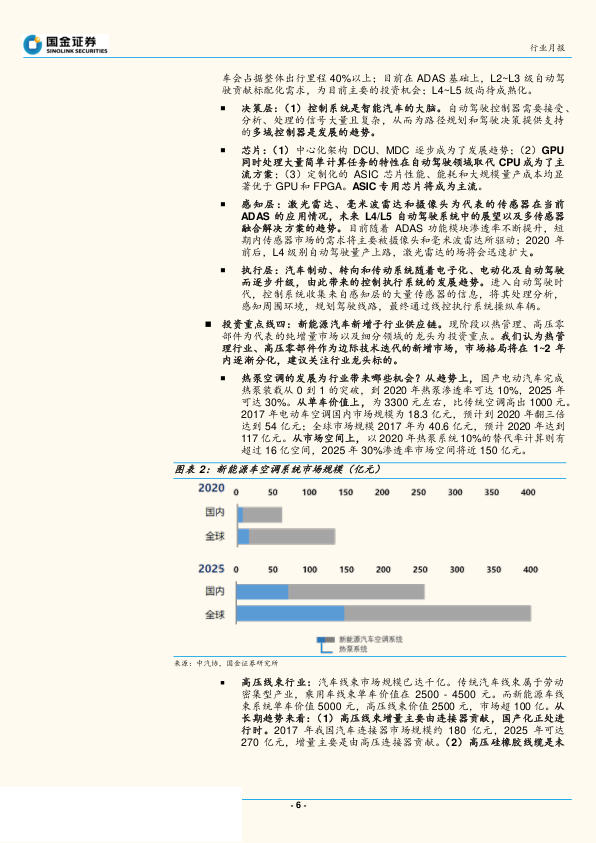 国金证券
SINOLINK SECURITIES
行业月报
车会占据整体出行里程 40%以上；目前在 ADAS 基础上，L2~L3 级自动驾
驶贡献标配化需求，为目前主要的投资机会；L4~L5 级尚待成熟化。
■ 决策层：（1）控制系统是智能汽车的大脑。自动驾驶控制器需要接受、
分析、处理的信号大量且复杂，从而为路径规划和驾驶决策提供支持
的多域控制器是发展的趋势。
■ 芯片：（1）中心化架构 DCU、MDC 逐步成为了发展趋势；（2）GPU
同时处理大量简单计算任务的特性在自动驾驶领域取代 CPU 成为了主
流方案；（3）定制化的 ASIC 芯片性能、能耗和大规模量产成本均显
著优于 GPU 和 FPGA。ASIC 专用芯片将成为主流。
■ 感知层：激光雷达、毫米波雷达和摄像头为代表的传感器在当前
ADAS 的应用情况，未来 L4/L5 自动驾驶系统中的展望以及多传感器
融合解决方案的趋势。目前随着 ADAS 功能模块渗透率不断提升，短
期内传感器市场的需求将主要被摄像头和毫米波雷达所驱动；2020 年
前后，L4 级别自动驾驶量产上路，激光雷达的市场将会迅速扩大。
■ 执行层：汽车制动、转向和传动系统随着电子化、电动化及自动驾驶
而逐步升级，由此带来的控制执行系统的发展趋势。进入自动驾驶时
代，控制系统收集来自感知层的大量传感器的信息，将其处理分析，
感知周围环境，规划驾驶线路，最终通过线控执行系统操纵车辆。
■ 投资重点线四：新能源汽车新增子行业供应链。现阶段以热管理、高压零
部件为代表的纯增量市场以及细分领域的龙头为投资重点。我们认为热管
理行业、高压零部件作为边际技术迭代的新增市场，市场格局将在 1~2 年
内逐渐分化，建议关注行业龙头标的。
■ 热泵空调的发展为行业带来哪些机会？从趋势上，国产电动汽车完成
热泵装载从 0 到 1 的突破，到 2020 年热泵渗透率可达 10%，2025 年
可达 30%。从单车价值上，为 3300 元左右，比传统空调高出 1000 元。
2017 年电动车空调国内市场规模为 18.3 亿元，预计到 2020 年翻三倍
达到 54 亿元；全球市场规模 2017 年为 40.6 亿元，预计 2020 年达到
117 亿元。从市场空间上，以 2020 年热泵系统 10%的替代率计算则有
超过 16 亿空间，2025 年 30%渗透率市场空间将近 150 亿元。
图表 2：新能源车空调系统市场规模（亿元）
2020 0 50 100 150 200 250 300 350 400
国内
全球
2025 0 50 100 150 200 250 300 350 400
国内
全球
新能源汽车空调系统
热泵系统
来源：中汽协，国金证券研究所
■ 高压线束行业：汽车线束市场规模已达千亿。传统汽车线束属于劳动
密集型产业，乘用车线束单车价值在 2500 - 4500 元。而新能源车线
束系统单车价值 5000 元，高压线束价值 2500 元，市场超 100 亿。从
长期趋势来看：（1）高压线束增量主要由连接器贡献，国产化正处进
行时。2017 年我国汽车连接器市场规模约 180 亿元，2025 年可达
270 亿元，增量主要是由高压连接器贡献。（2）高压硅橡胶线缆是未
- 6 -